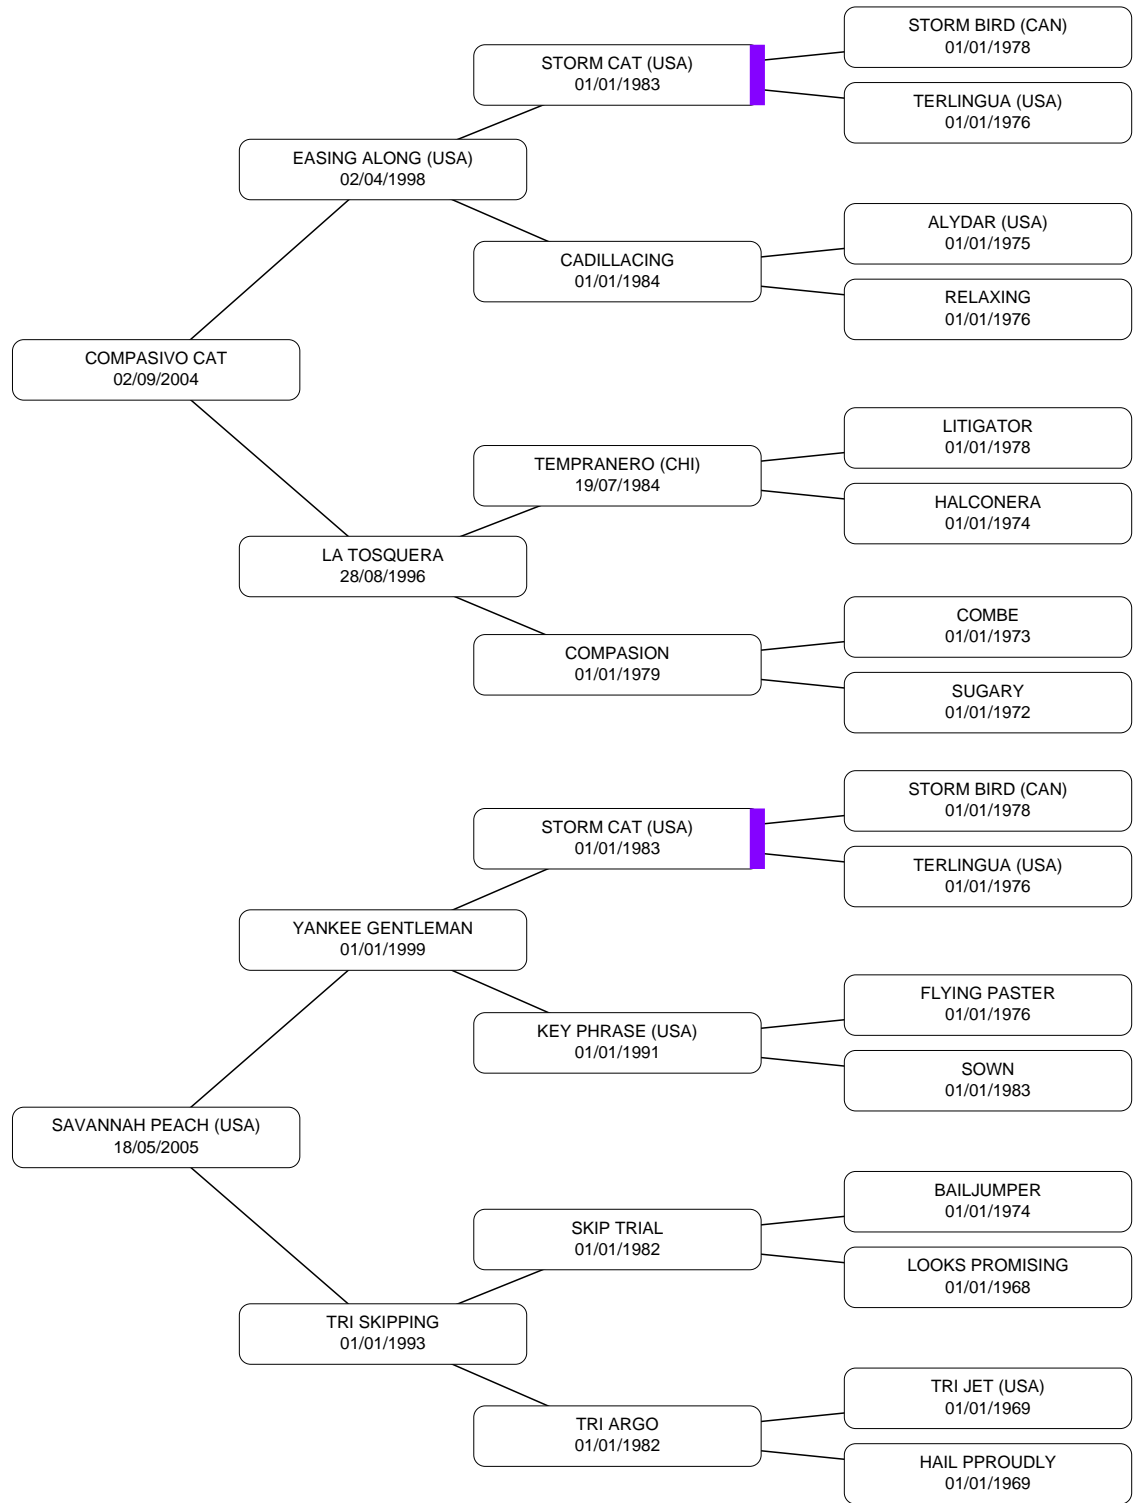 STORM BIRD (CAN)
01/01/1978
STORM CAT (USA)
01/01/1983
TERLINGUA (USA)
01/01/1976
EASING ALONG (USA)
02/04/1998
ALYDAR (USA)
01/01/1975
CADILLACING
01/01/1984
RELAXING
01/01/1976
COMPASIVO CAT
02/09/2004
LITIGATOR
01/01/1978
TEMPRANERO (CHI)
19/07/1984
HALCONERA
01/01/1974
LA TOSQUERA
28/08/1996
COMBE
01/01/1973
COMPASION
01/01/1979
SUGARY
01/01/1972
STORM BIRD (CAN)
01/01/1978
STORM CAT (USA)
01/01/1983
TERLINGUA (USA)
01/01/1976
YANKEE GENTLEMAN
01/01/1999
FLYING PASTER
01/01/1976
KEY PHRASE (USA)
01/01/1991
SOWN
01/01/1983
SAVANNAH PEACH (USA)
18/05/2005
BAILJUMPER
01/01/1974
SKIP TRIAL
01/01/1982
LOOKS PROMISING
01/01/1968
TRI SKIPPING
01/01/1993
TRI JET (USA)
01/01/1969
TRI ARGO
01/01/1982
HAIL PPROUDLY
01/01/1969